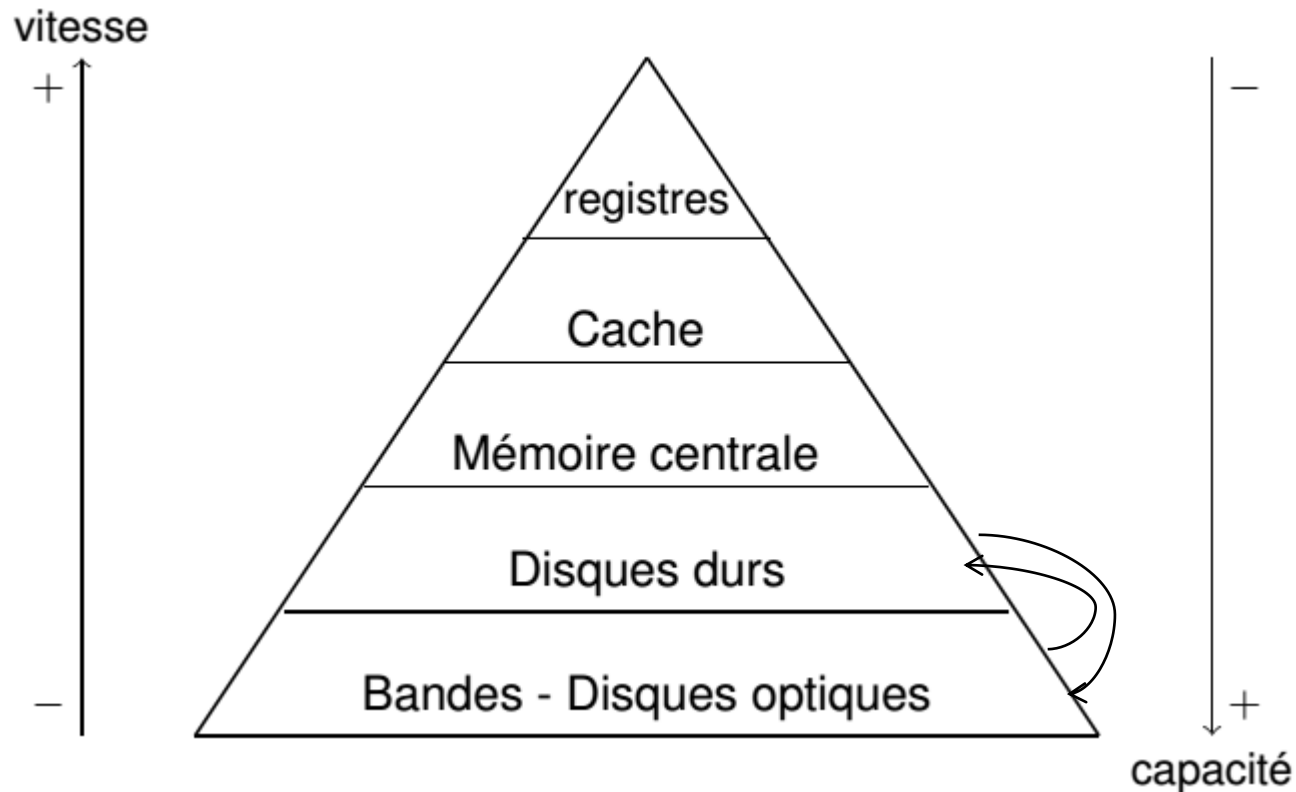 vitesse
+
−
registres
Cache
Mémoire centrale
Disques durs
Bandes - Disques optiques
−
+
capacité